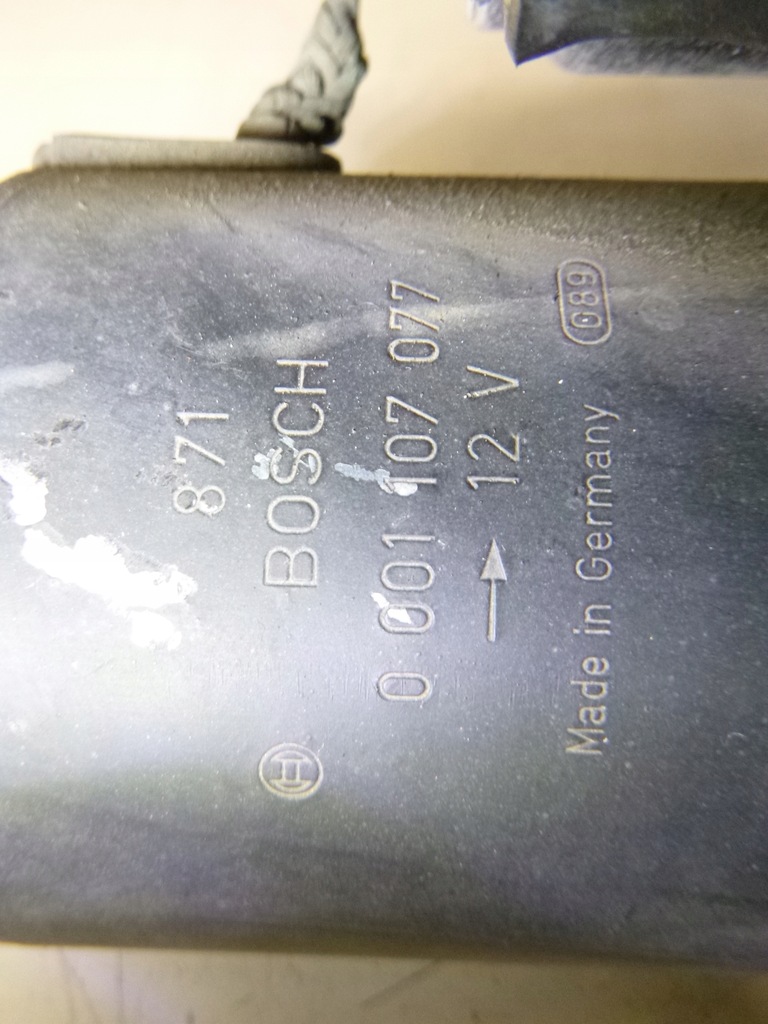 871
BOSCH
0 001 107 077
12 V
Made in Germany 089